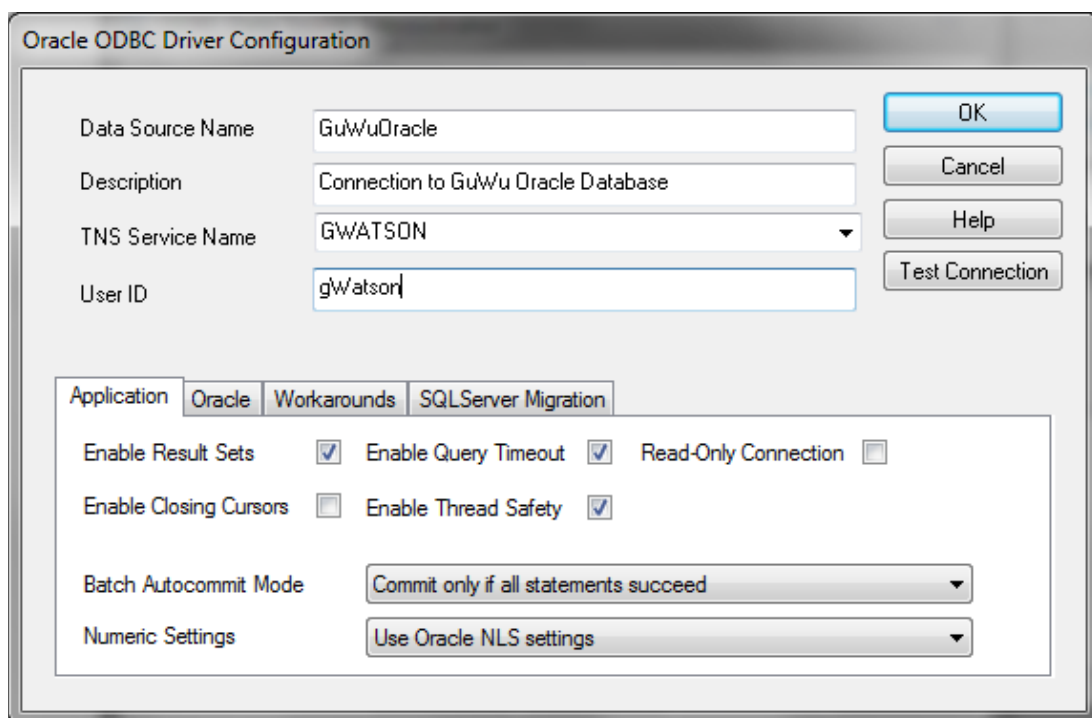 Oracle ODBC Driver Configuration
Data Source Name GuWuOracle OK
Description Connection to GuWu Oracle Database Cancel
TNS Service Name GWATSON Help
User ID gWatson Test Connection
Application Oracle Workarounds SQLServer Migration
Enable Result Sets Enable Query Timeout Read-Only Connection
Enable Closing Cursors Enable Thread Safety
Batch Autocommit Mode Commit only if all statements succeed
Numeric Settings Use Oracle NLS settings